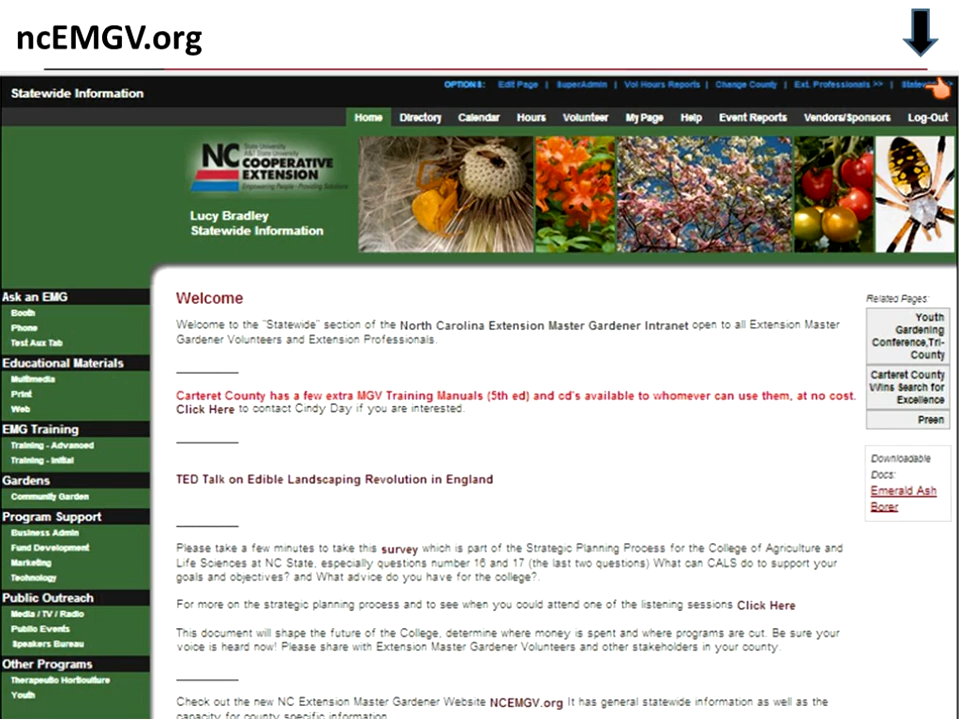 ncEMGV.org
Statewide Information
OPTIONS: Edit Page | SuperAdmin | Vol Hours Reports | Change County | Ext. Professionals >> |
Home Directory Calendar Hours Volunteer My Page Help Event Reports Vendors/Sponsors Log-Out
NC State University
A&T State University
COOPERATIVE
EXTENSION
Empowering People · Providing Solutions
Lucy Bradley
Statewide Information
Ask an EMG
Booth
Phone
Test Aux Tab
Educational Materials
Multimedia
Print
Web
EMG Training
Training - Advanced
Training - Initial
Gardens
Community Garden
Program Support
Business Admin
Fund Development
Marketing
Technology
Public Outreach
Media / TV / Radio
Public Events
Speakers Bureau
Other Programs
Therapeutic Horticulture
Youth
Welcome
Welcome to the "Statewide" section of the North Carolina Extension Master Gardener Intranet open to all Extension Master
Gardener Volunteers and Extension Professionals.
Carteret County has a few extra MGV Training Manuals (5th ed) and cd's available to whomever can use them, at no cost.
Click Here to contact Cindy Day if you are interested.
TED Talk on Edible Landscaping Revolution in England
Please take a few minutes to take this survey which is part of the Strategic Planning Process for the College of Agriculture and
Life Sciences at NC State, especially questions number 16 and 17 (the last two questions) What can CALS do to support your
goals and objectives? and What advice do you have for the college?.
For more on the strategic planning process and to see when you could attend one of the listening sessions Click Here
This document will shape the future of the College, determine where money is spent and where programs are cut. Be sure your
voice is heard now! Please share with Extension Master Gardener Volunteers and other stakeholders in your county.
Check out the new NC Extension Master Gardener Website NCEMGV.org It has general statewide information as well as the
capacity for county specific information.
Related Pages:
Youth
Gardening
Conference,Tri-
County
Carteret County
Wins Search for
Excellence
Preen
Downloadable
Docs:
Emerald Ash
Borer